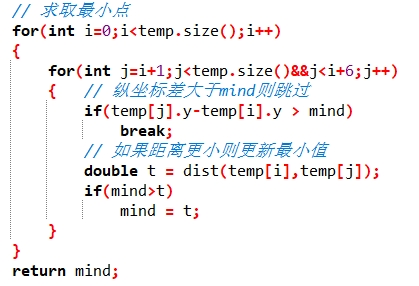 // 求取最小点
for(int i=0;i<temp.size();i++)
{
    for(int j=i+1;j<temp.size()&&j<i+6;j++)
    {   // 纵坐标差大于mind则跳过
        if(temp[j].y-temp[i].y > mind)
            break;
        // 如果距离更小则更新最小值
        double t = dist(temp[i],temp[j]);
        if(mind>t)
            mind = t;
    }
}
return mind;